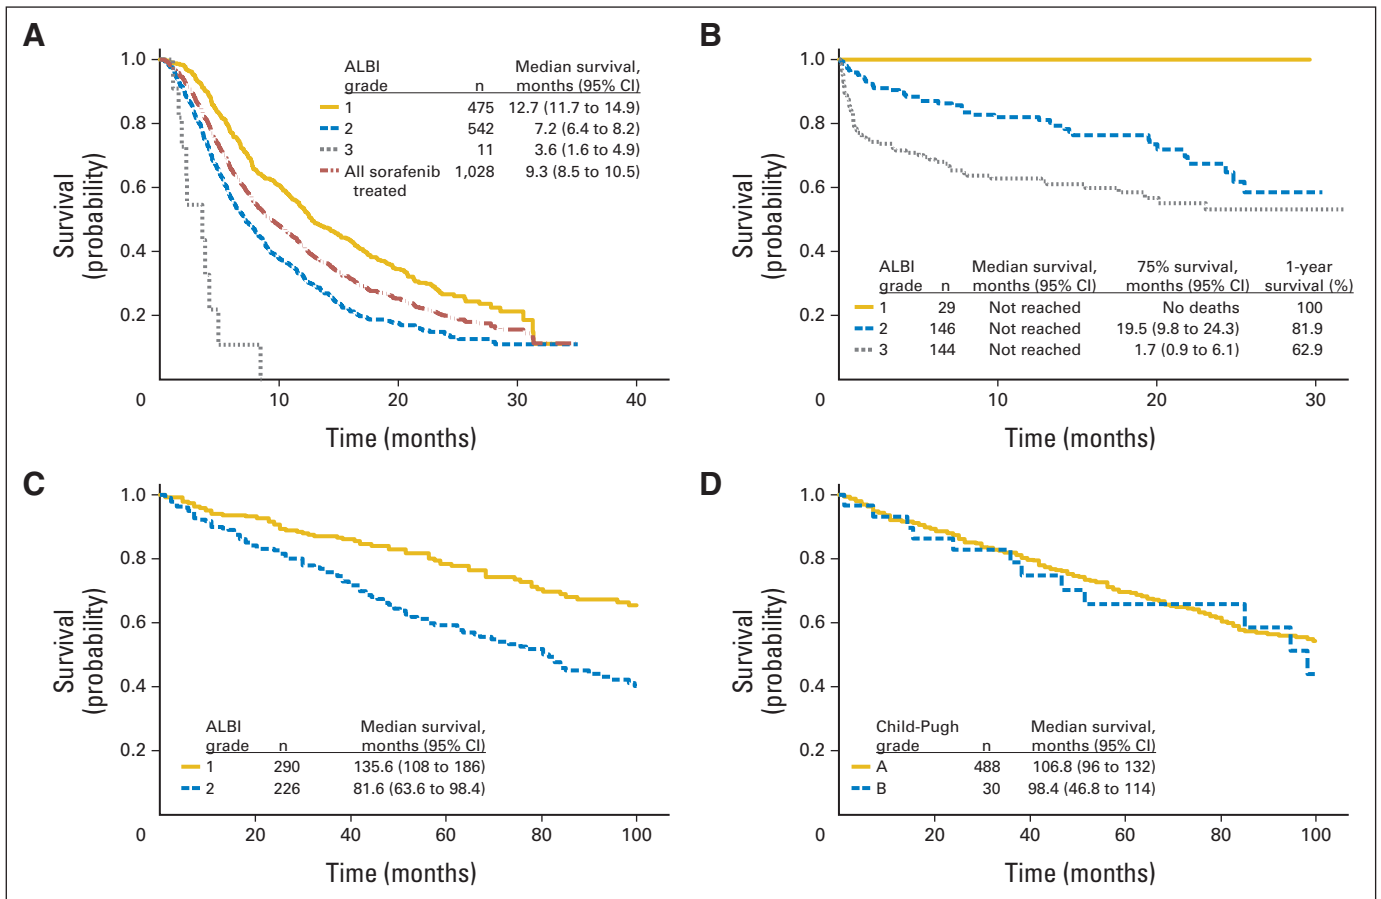 A
1.0
0.8
0.6
0.4
0.2
0
10
20
30
40
Survival
(probability)
Time (months)
ALBI Median survival,
grade n months (95% CI)
1 475 12.7 (11.7 to 14.9)
2 542 7.2 (6.4 to 8.2)
3 11 3.6 (1.6 to 4.9)
All sorafenib 1,028 9.3 (8.5 to 10.5)
treated
B
1.0
0.8
0.6
0.4
0.2
0
10
20
30
Survival
(probability)
Time (months)
ALBI Median survival, 75% survival, 1-year
grade n months (95% CI) months (95% CI) survival (%)
1 29 Not reached No deaths 100
2 146 Not reached 19.5 (9.8 to 24.3) 81.9
3 144 Not reached 1.7 (0.9 to 6.1) 62.9
C
1.0
0.8
0.6
0.4
0.2
0
20
40
60
80
100
Survival
(probability)
Time (months)
ALBI Median survival,
grade n months (95% CI)
1 290 135.6 (108 to 186)
2 226 81.6 (63.6 to 98.4)
D
1.0
0.8
0.6
0.4
0.2
0
20
40
60
80
100
Survival
(probability)
Time (months)
Child-Pugh Median survival,
grade n months (95% CI)
A 488 106.8 (96 to 132)
B 30 98.4 (46.8 to 114)